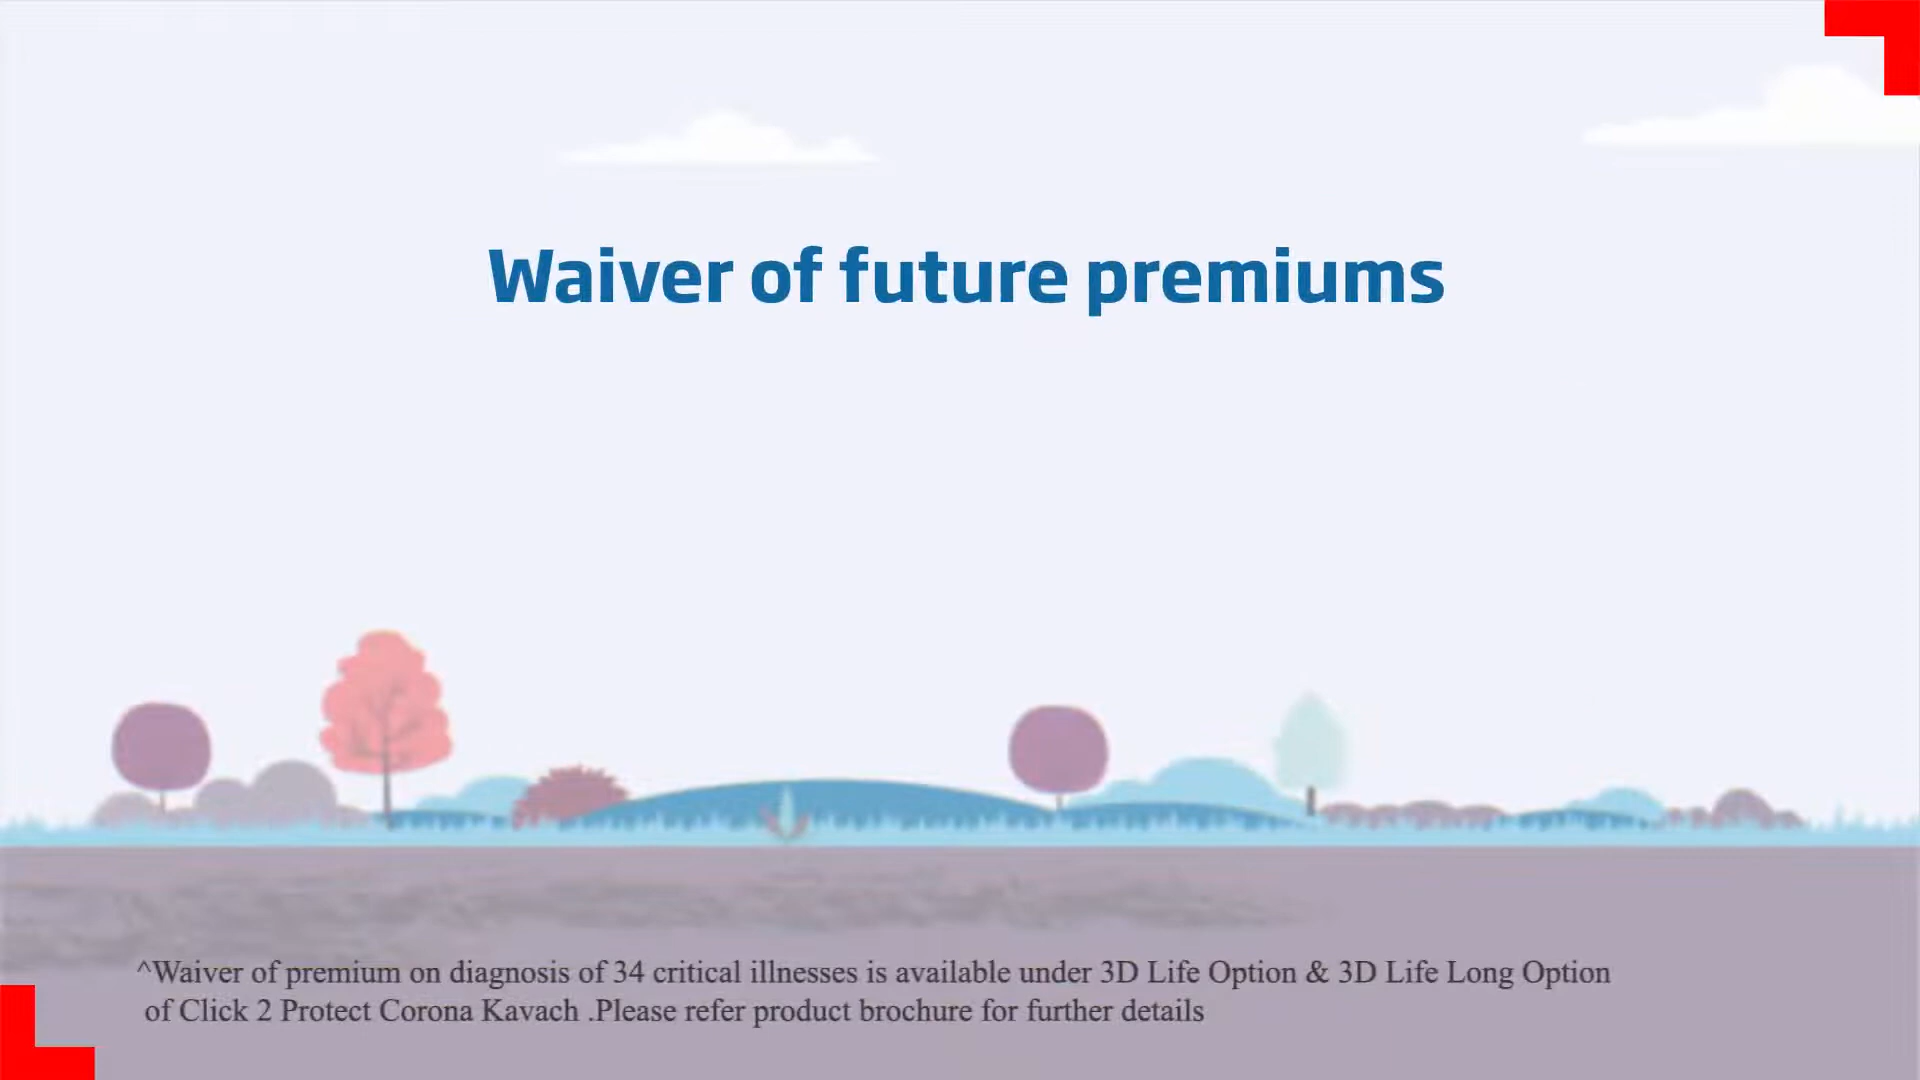 Waiver of future premiums
^Waiver of premium on diagnosis of 34 critical illnesses is available under 3D Life Option & 3D Life Long Option
of Click 2 Protect Corona Kavach .Please refer product brochure for further details